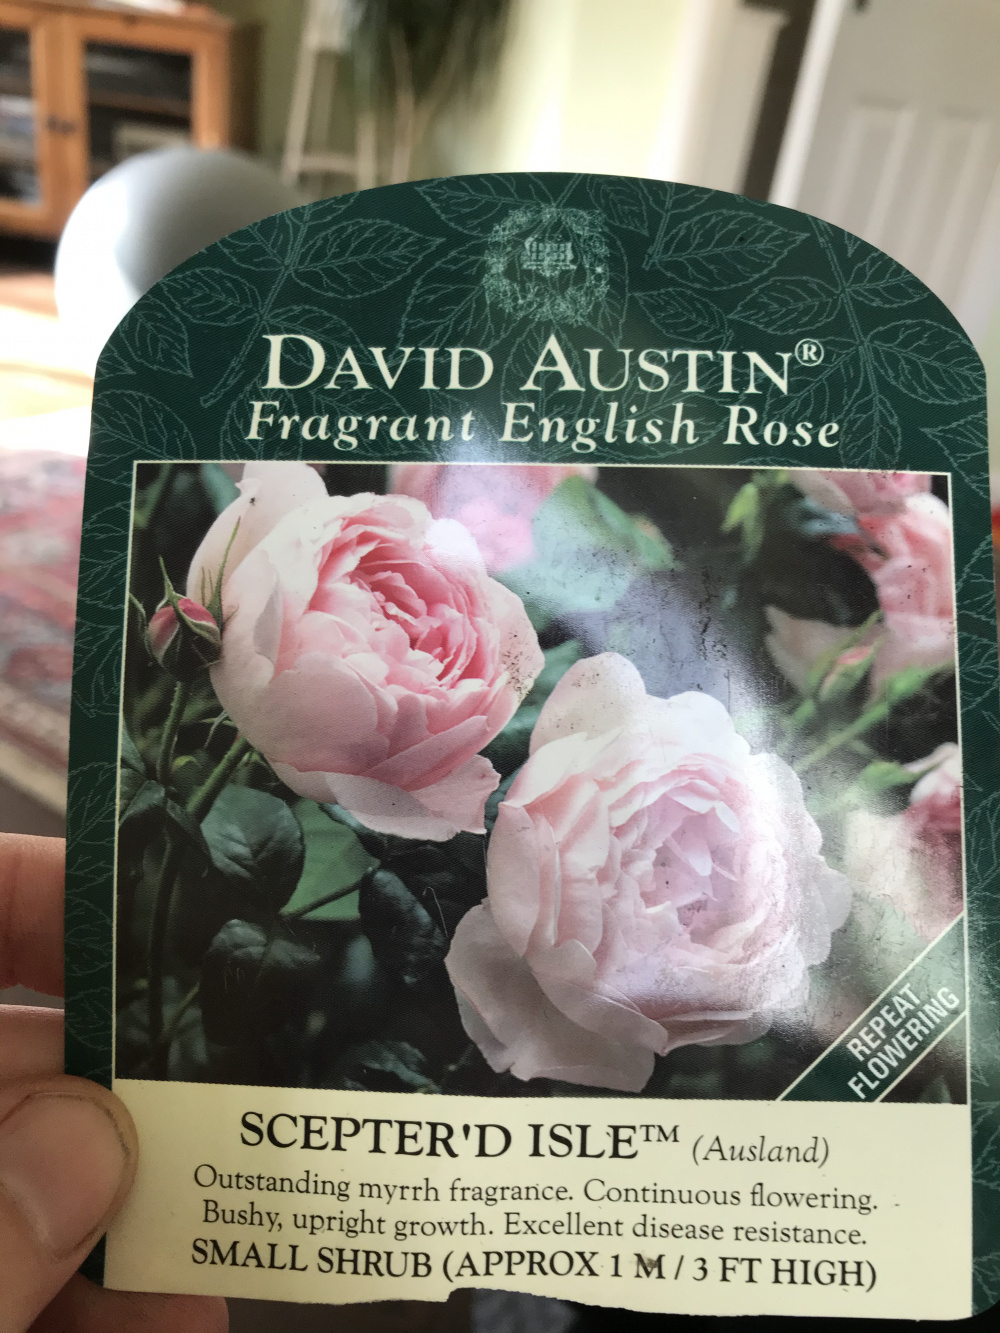 DAVID AUSTIN®
Fragrant English Rose
REPEAT
FLOWERING
SCEPTER'D ISLE™ (Ausland)
Outstanding myrrh fragrance. Continuous flowering.
Bushy, upright growth. Excellent disease resistance.
SMALL SHRUB (APPROX 1 M / 3 FT HIGH)